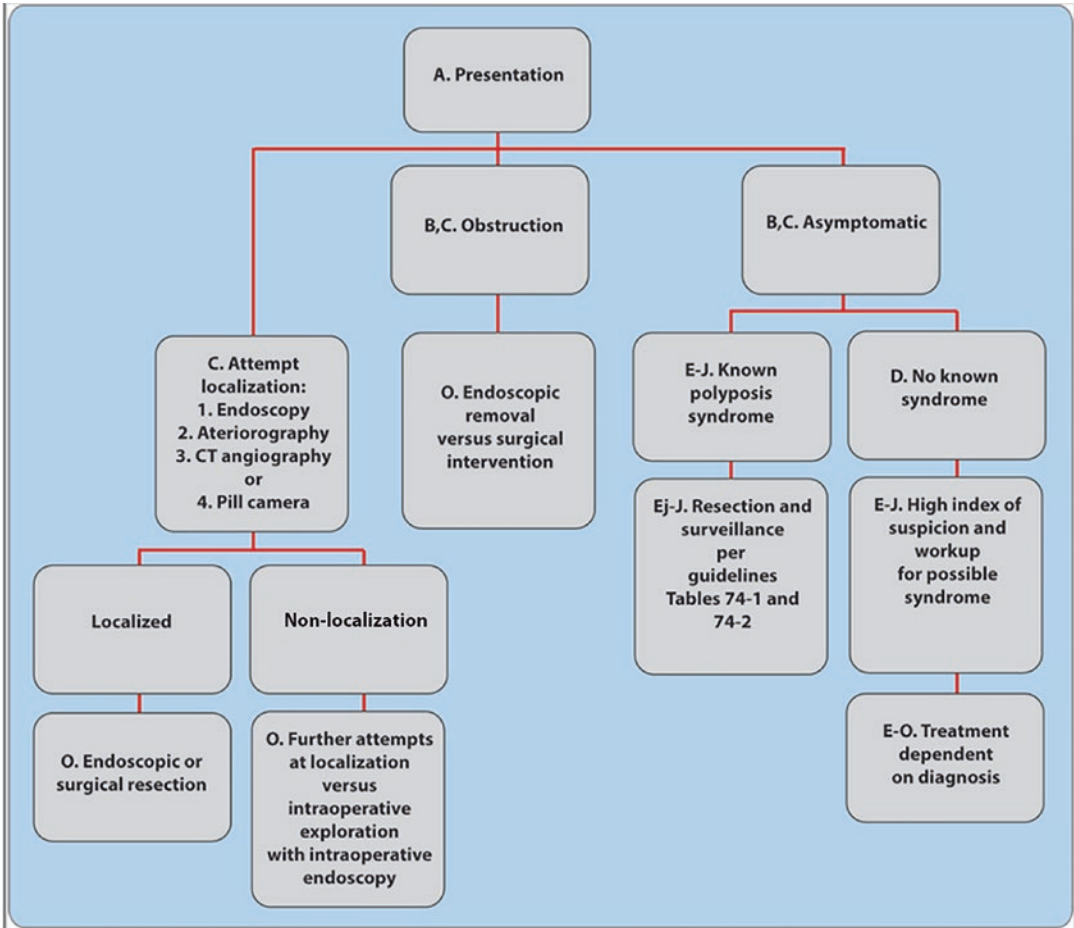 A. Presentation
B,C. Obstruction
B,C. Asymptomatic
C. Attempt
localization:
1. Endoscopy
2. Ateriorography
3. CT angiography
or
4. Pill camera
O. Endoscopic
removal
versus surgical
intervention
E-J. Known
polyposis
syndrome
D. No known
syndrome
Ej-J. Resection and
surveillance
per
guidelines
Tables 74-1 and
74-2
E-J. High index of
suspicion and
workup
for possible
syndrome
Localized
Non-localization
O. Endoscopic or
surgical resection
O. Further attempts
at localization
versus
intraoperative
exploration
with intraoperative
endoscopy
E-O. Treatment
dependent
on diagnosis